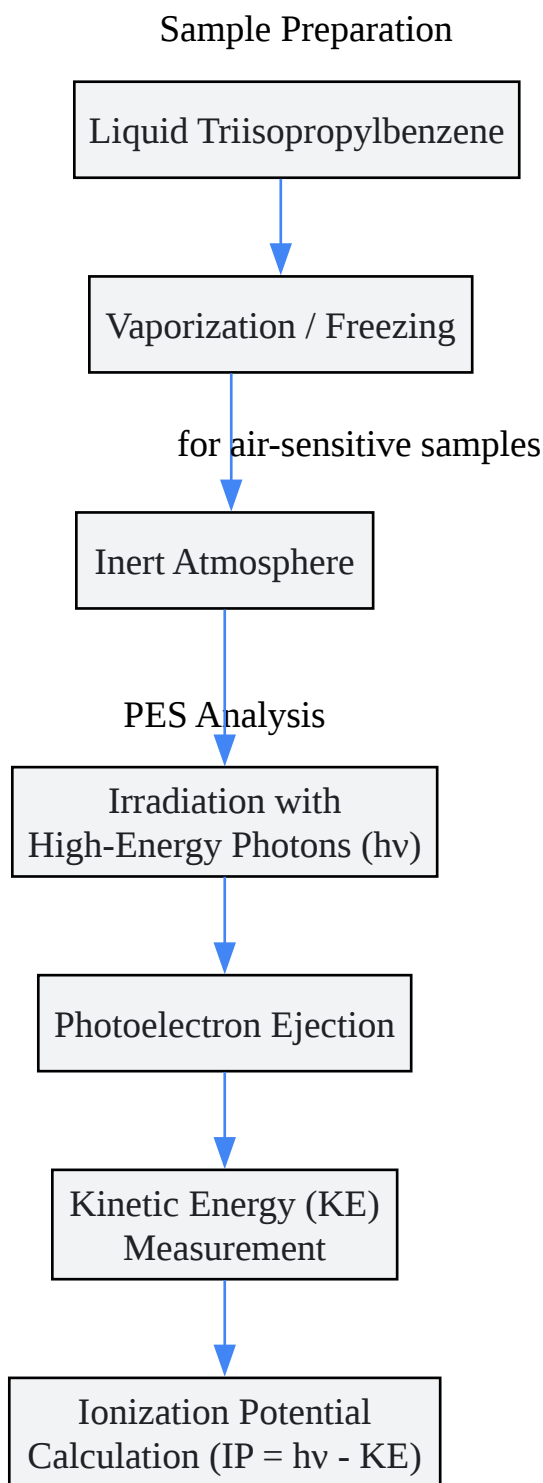 Sample Preparation
Liquid Triisopropylbenzene
Vaporization / Freezing
for air-sensitive samples
Inert Atmosphere
PES Analysis
Irradiation with
High-Energy Photons (hν)
Photoelectron Ejection
Kinetic Energy (KE)
Measurement
Ionization Potential
Calculation (IP = hν - KE)